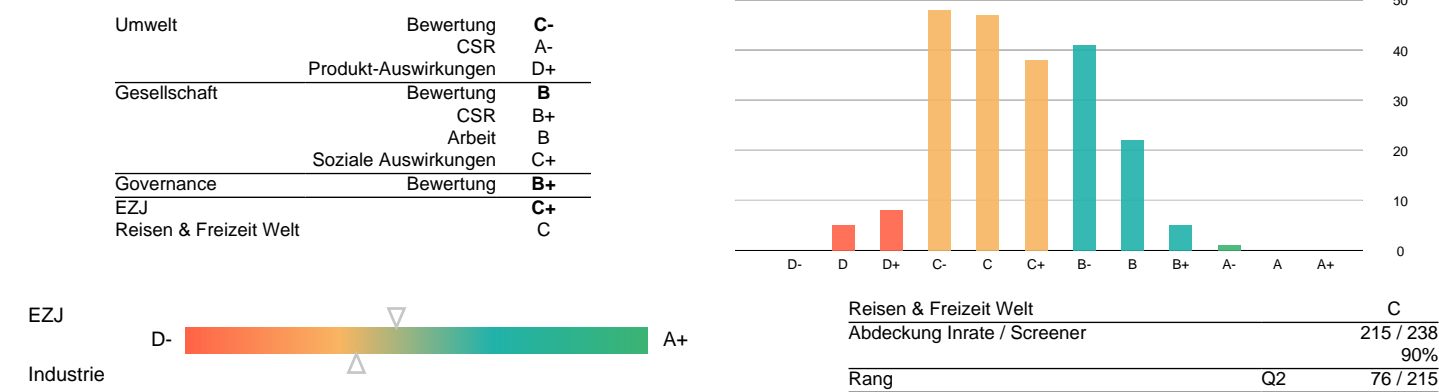 Umwelt Bewertung C-
CSR A-
Produkt-Auswirkungen D+
Gesellschaft Bewertung B
CSR B+
Arbeit B
Soziale Auswirkungen C+
Governance Bewertung B+
EZJ C+
Reisen & Freizeit Welt C
50
40
30
20
10
0
D- D D+ C- C C+ B- B B+ A- A A+
EZJ
D- A+
Industrie
Reisen & Freizeit Welt C
Abdeckung Inrate / Screener 215 / 238
90%
Rang Q2 76 / 215